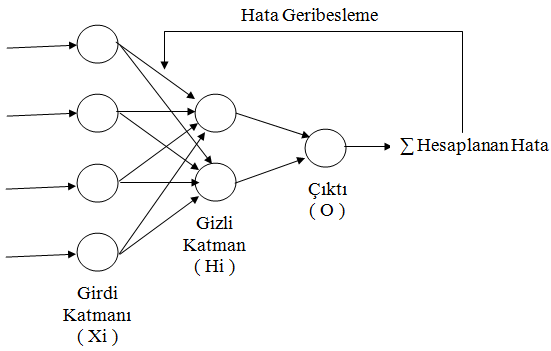 Hata Geribesleme
∑ Hesaplanan Hata
Çıktı
( O )
Gizli
Katman
( Hi )
Girdi
Katmanı
( Xi )